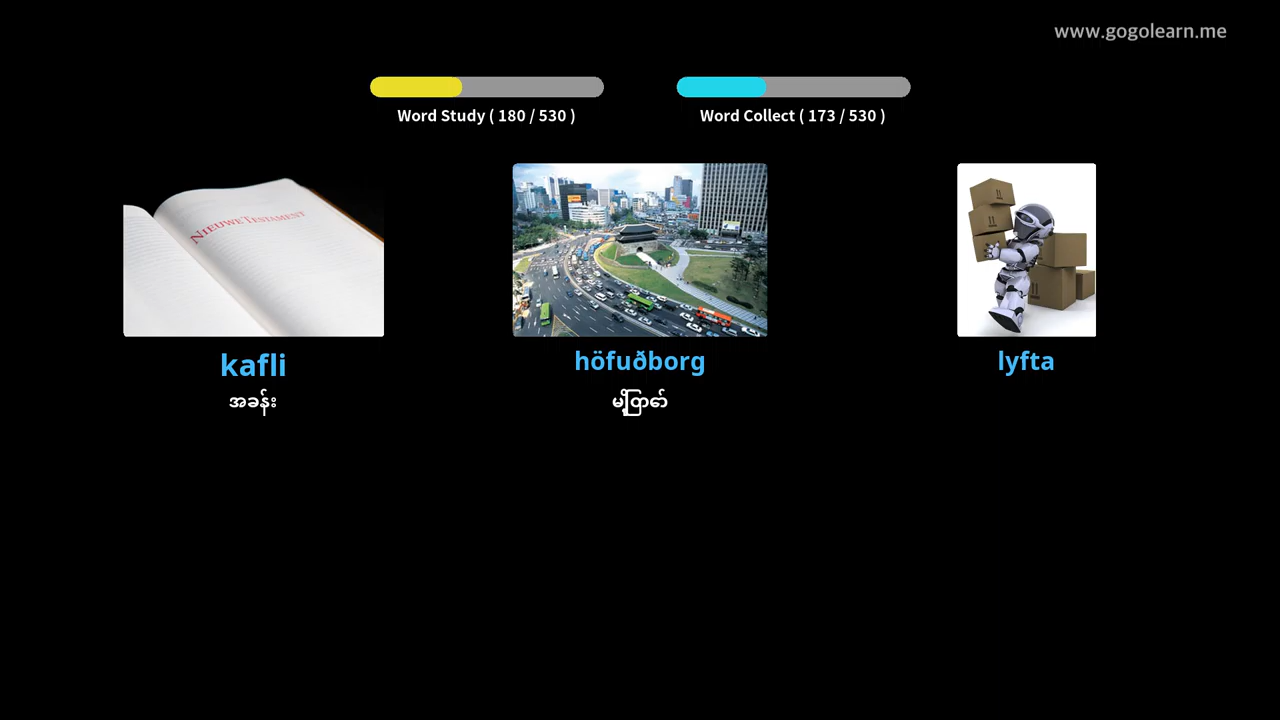 www.gogolearn.me
Word Study ( 180 / 530 )
Word Collect ( 173 / 530 )
NIEUWE TESTAMENT
kafli
höfuðborg
lyfta
အခန်း
မြို့တော်